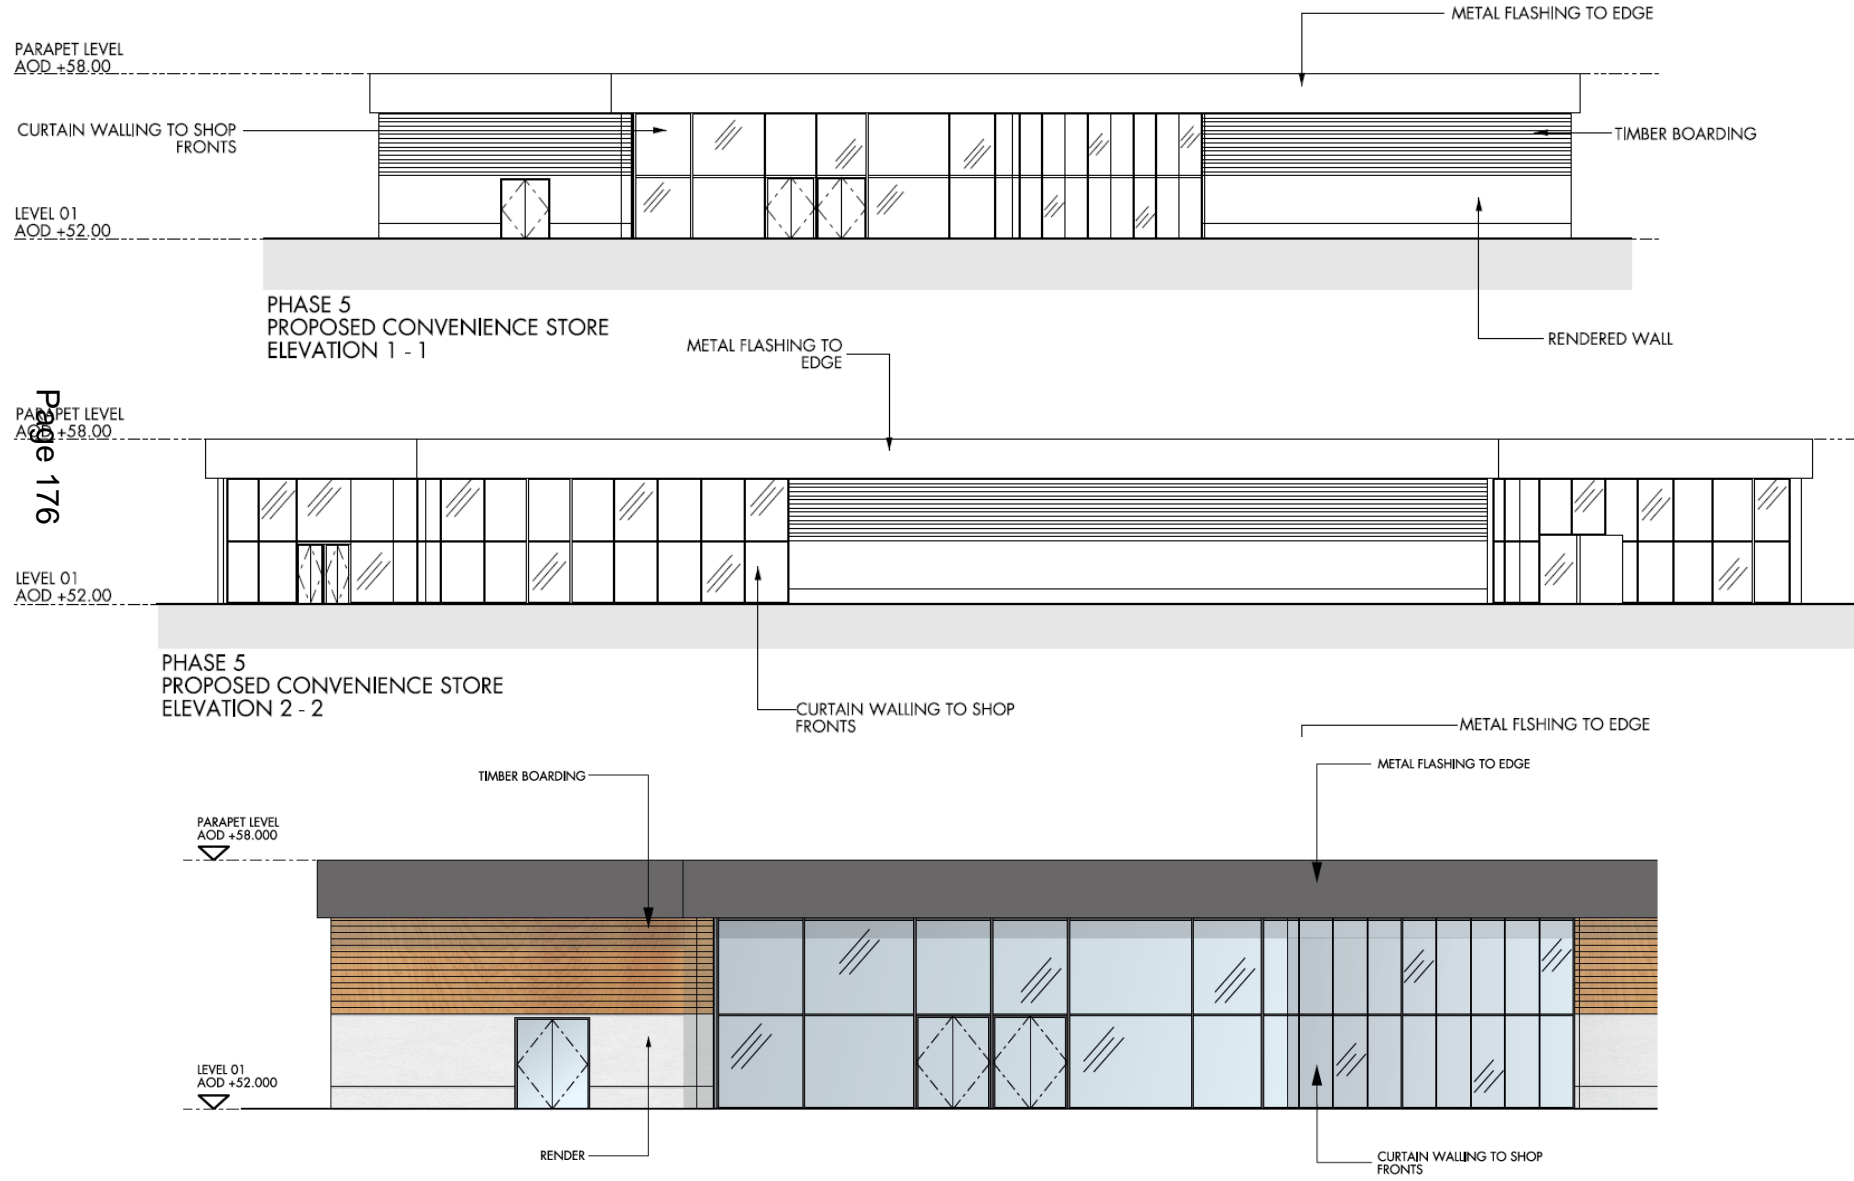 METAL FLASHING TO EDGE
PARAPET LEVEL
AOD +58.00
CURTAIN WALLING TO SHOP
FRONTS
TIMBER BOARDING
LEVEL 01
AOD +52.00
PHASE 5
PROPOSED CONVENIENCE STORE
ELEVATION 1 - 1
RENDERED WALL
METAL FLASHING TO
EDGE
Page 176
PARAPET LEVEL
AOD +58.00
LEVEL 01
AOD +52.00
PHASE 5
PROPOSED CONVENIENCE STORE
ELEVATION 2 - 2
CURTAIN WALLING TO SHOP
FRONTS
METAL FLSHING TO EDGE
TIMBER BOARDING
METAL FLASHING TO EDGE
PARAPET LEVEL
AOD +58.000
LEVEL 01
AOD +52.000
RENDER
CURTAIN WALLING TO SHOP
FRONTS